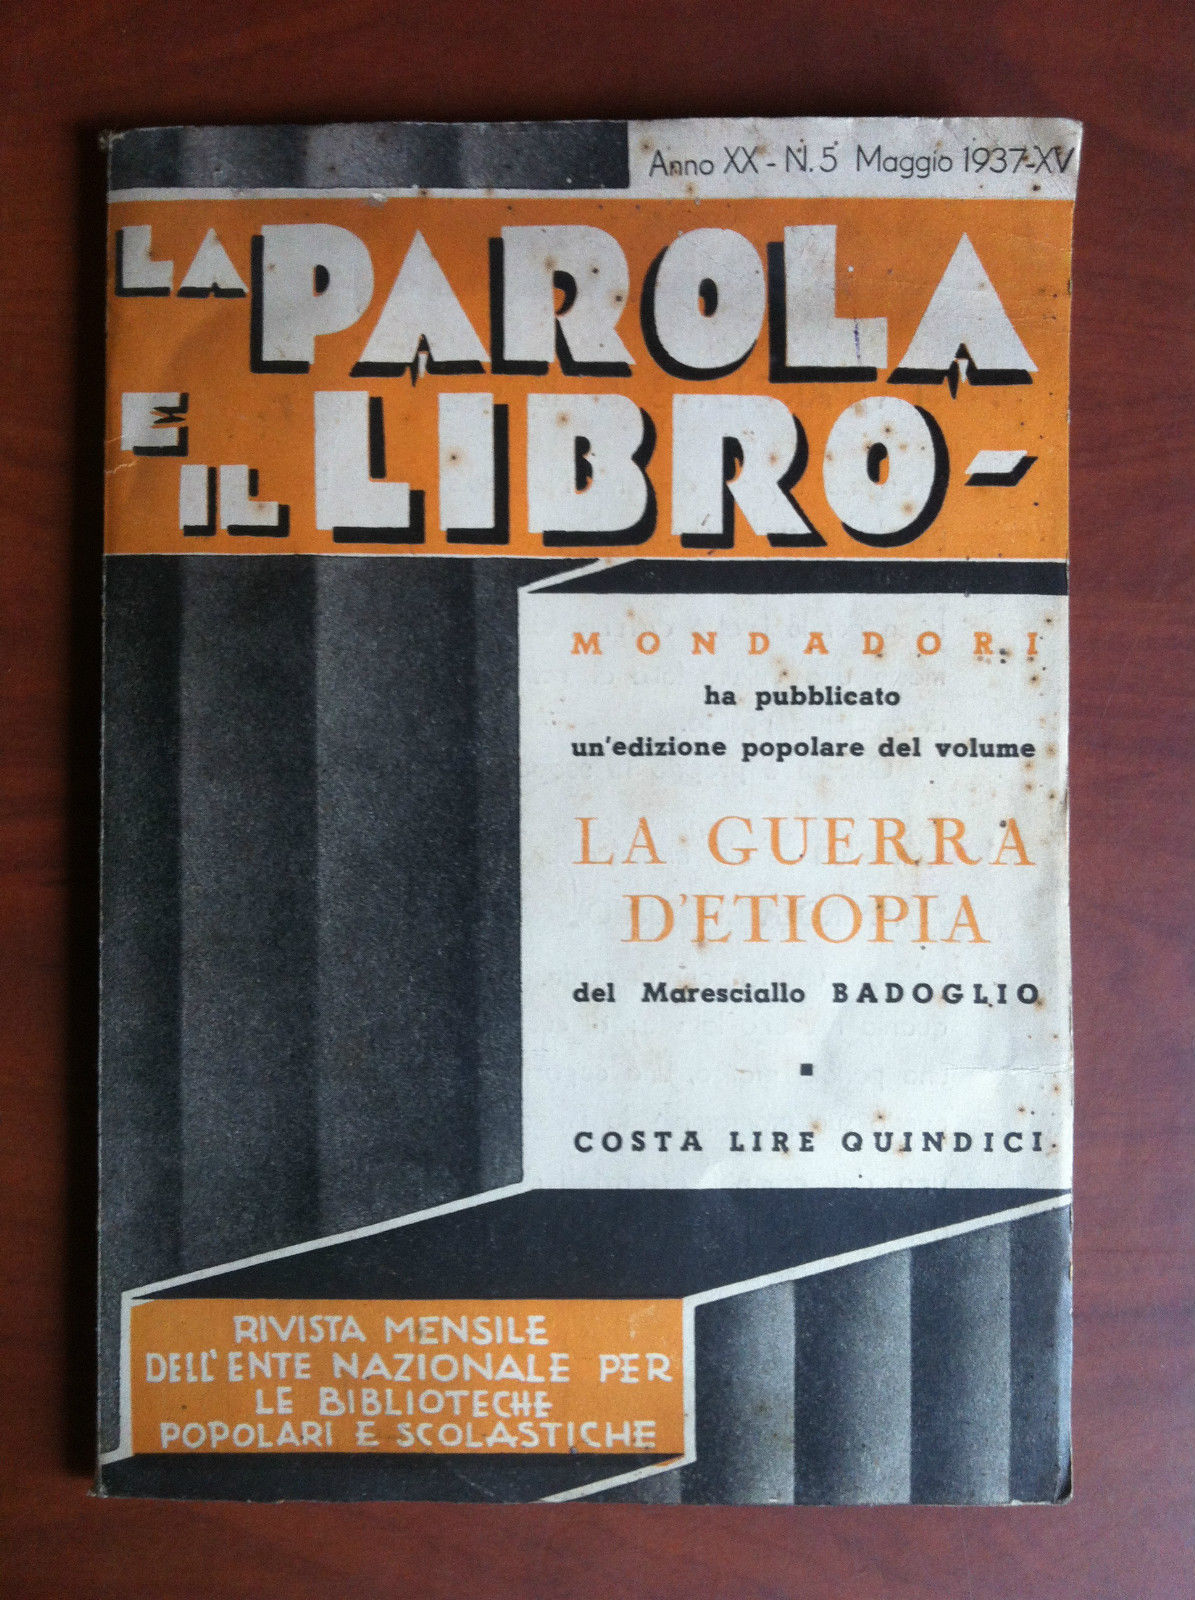 Anno XX - N. 5 Maggio 1937-XV
LA PAROLA
E IL LIBRO-
MONDADORI
ha pubblicato
un'edizione popolare del volume
LA GUERRA
D'ETIOPIA
del Maresciallo BADOGLIO
COSTA LIRE QUINDICI
RIVISTA MENSILE
DELL'ENTE NAZIONALE PER
LE BIBLIOTECHE
POPOLARI E SCOLASTICHE